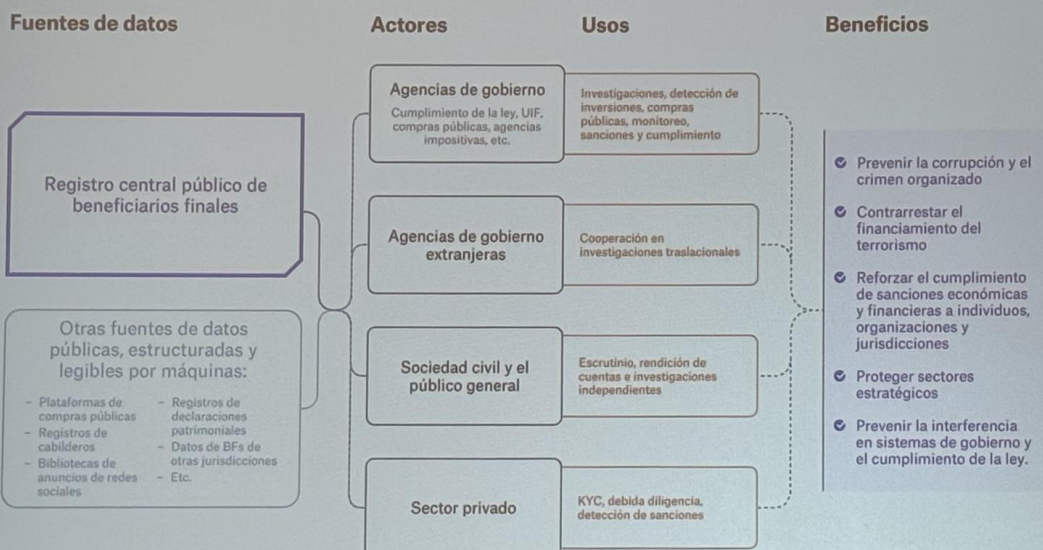 Fuentes de datos
Actores
Usos
Beneficios
Registro central público de
beneficiarios finales
Otras fuentes de datos
públicas, estructuradas y
legibles por máquinas:
- Plataformas de
compras públicas
- Registros de
cabilderos
- Bibliotecas de
anuncios de redes
sociales
- Registros de
declaraciones
patrimoniales
- Datos de BFs de
otras jurisdicciones
- Etc.
Agencias de gobierno
Cumplimiento de la ley, UIF,
compras públicas, agencias
impositivas, etc.
Investigaciones, detección de
inversiones, compras
públicas, monitoreo,
sanciones y cumplimiento
Agencias de gobierno
extranjeras
Cooperación en
investigaciones traslacionales
Sociedad civil y el
público general
Escrutinio, rendición de
cuentas e investigaciones
independientes
Sector privado
KYC, debida diligencia,
detección de sanciones
Prevenir la corrupción y el
crimen organizado
Contrarrestar el
financiamiento del
terrorismo
Reforzar el cumplimiento
de sanciones económicas
y financieras a individuos,
organizaciones y
jurisdicciones
Proteger sectores
estratégicos
Prevenir la interferencia
en sistemas de gobierno y
el cumplimiento de la ley.